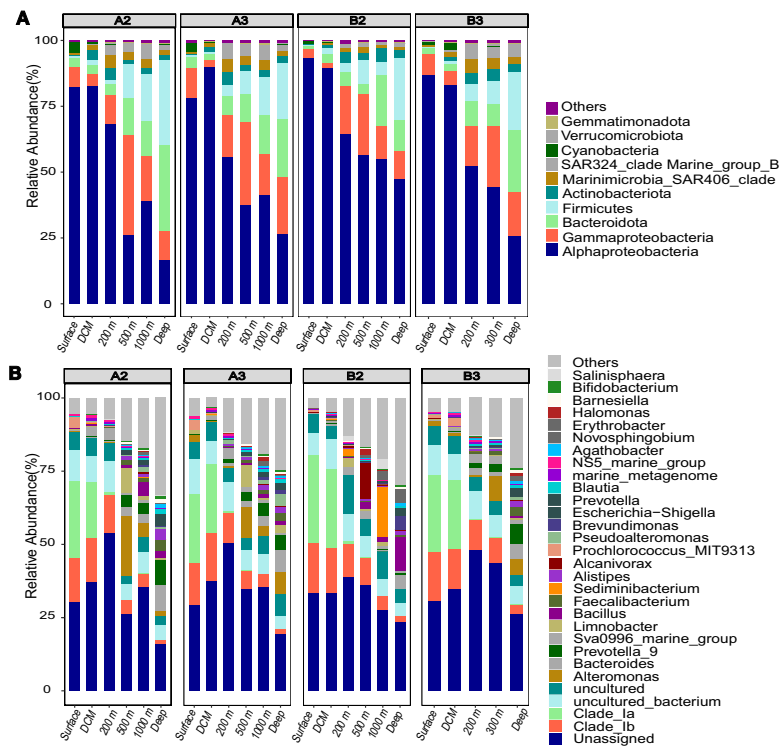 A
A2 A3 B2 B3
Relative Abundance(%)
100
75
50
25
0
Surface DCM 200 m 500 m 1000 m Deep Surface DCM 200 m 500 m 1000 m Deep Surface DCM 200 m 500 m 1000 m Deep Surface DCM 200 m 300 m Deep
Others
Gemmatimonadota
Verrucomicrobiota
Cyanobacteria
SAR324_clade Marine_group_B
Marinimicrobia_SAR406_clade
Actinobacteriota
Firmicutes
Bacteroidota
Gammaproteobacteria
Alphaproteobacteria
B
A2 A3 B2 B3
Relative Abundance(%)
100
75
50
25
0
Surface DCM 200 m 500 m 1000 m Deep Surface DCM 200 m 500 m 1000 m Deep Surface DCM 200 m 500 m 1000 m Deep Surface DCM 200 m 300 m Deep
Others
Salinisphaera
Bifidobacterium
Barnesiella
Halomonas
Erythrobacter
Novosphingobium
Agathobacter
NS5_marine_group
marine_metagenome
Blautia
Prevotella
Escherichia−Shigella
Brevundimonas
Pseudoalteromonas
Prochlorococcus_MIT9313
Alcanivorax
Alistipes
Sediminibacterium
Faecalibacterium
Bacillus
Limnobacter
Sva0996_marine_group
Prevotella_9
Bacteroides
Alteromonas
uncultured
uncultured_bacterium
Clade_Ia
Clade_Ib
Unassigned